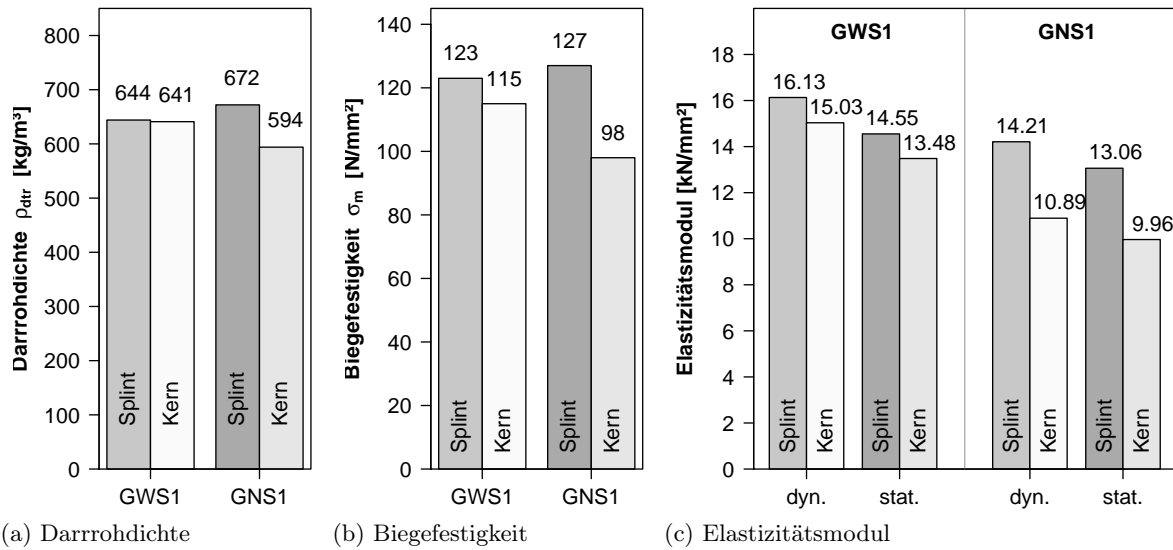 Darrrohdichte ρdtr [kg/m³]
800
700
600
500
400
300
200
100
0
644
641
672
594
Splint
Kern
Splint
Kern
GWS1
GNS1
(a) Darrrohdichte
Biegefestigkeit σm [N/mm²]
140
120
100
80
60
40
20
0
123
115
127
98
Splint
Kern
Splint
Kern
GWS1
GNS1
(b) Biegefestigkeit
Elastizitätsmodul [kN/mm²]
18
16
14
12
10
8
6
4
2
0
GWS1
GNS1
16.13
15.03
14.55
13.48
14.21
10.89
13.06
9.96
Splint
Kern
Splint
Kern
Splint
Kern
Splint
Kern
dyn.
stat.
dyn.
stat.
(c) Elastizitätsmodul